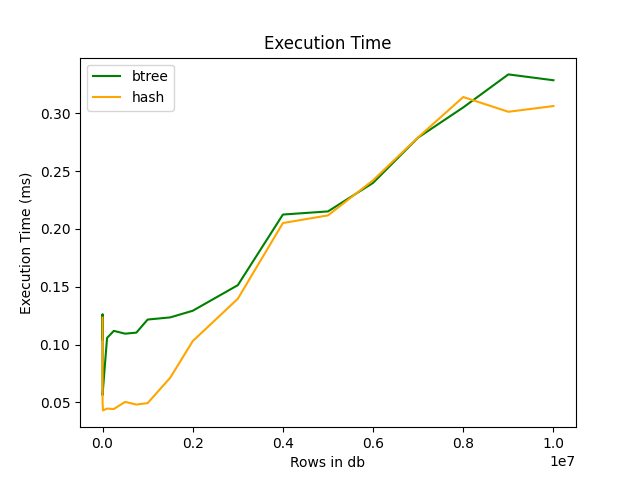 Execution Time
btree
hash
Execution Time (ms)
0.30
0.25
0.20
0.15
0.10
0.05
0.0 0.2 0.4 0.6 0.8 1.0
1e7
Rows in db